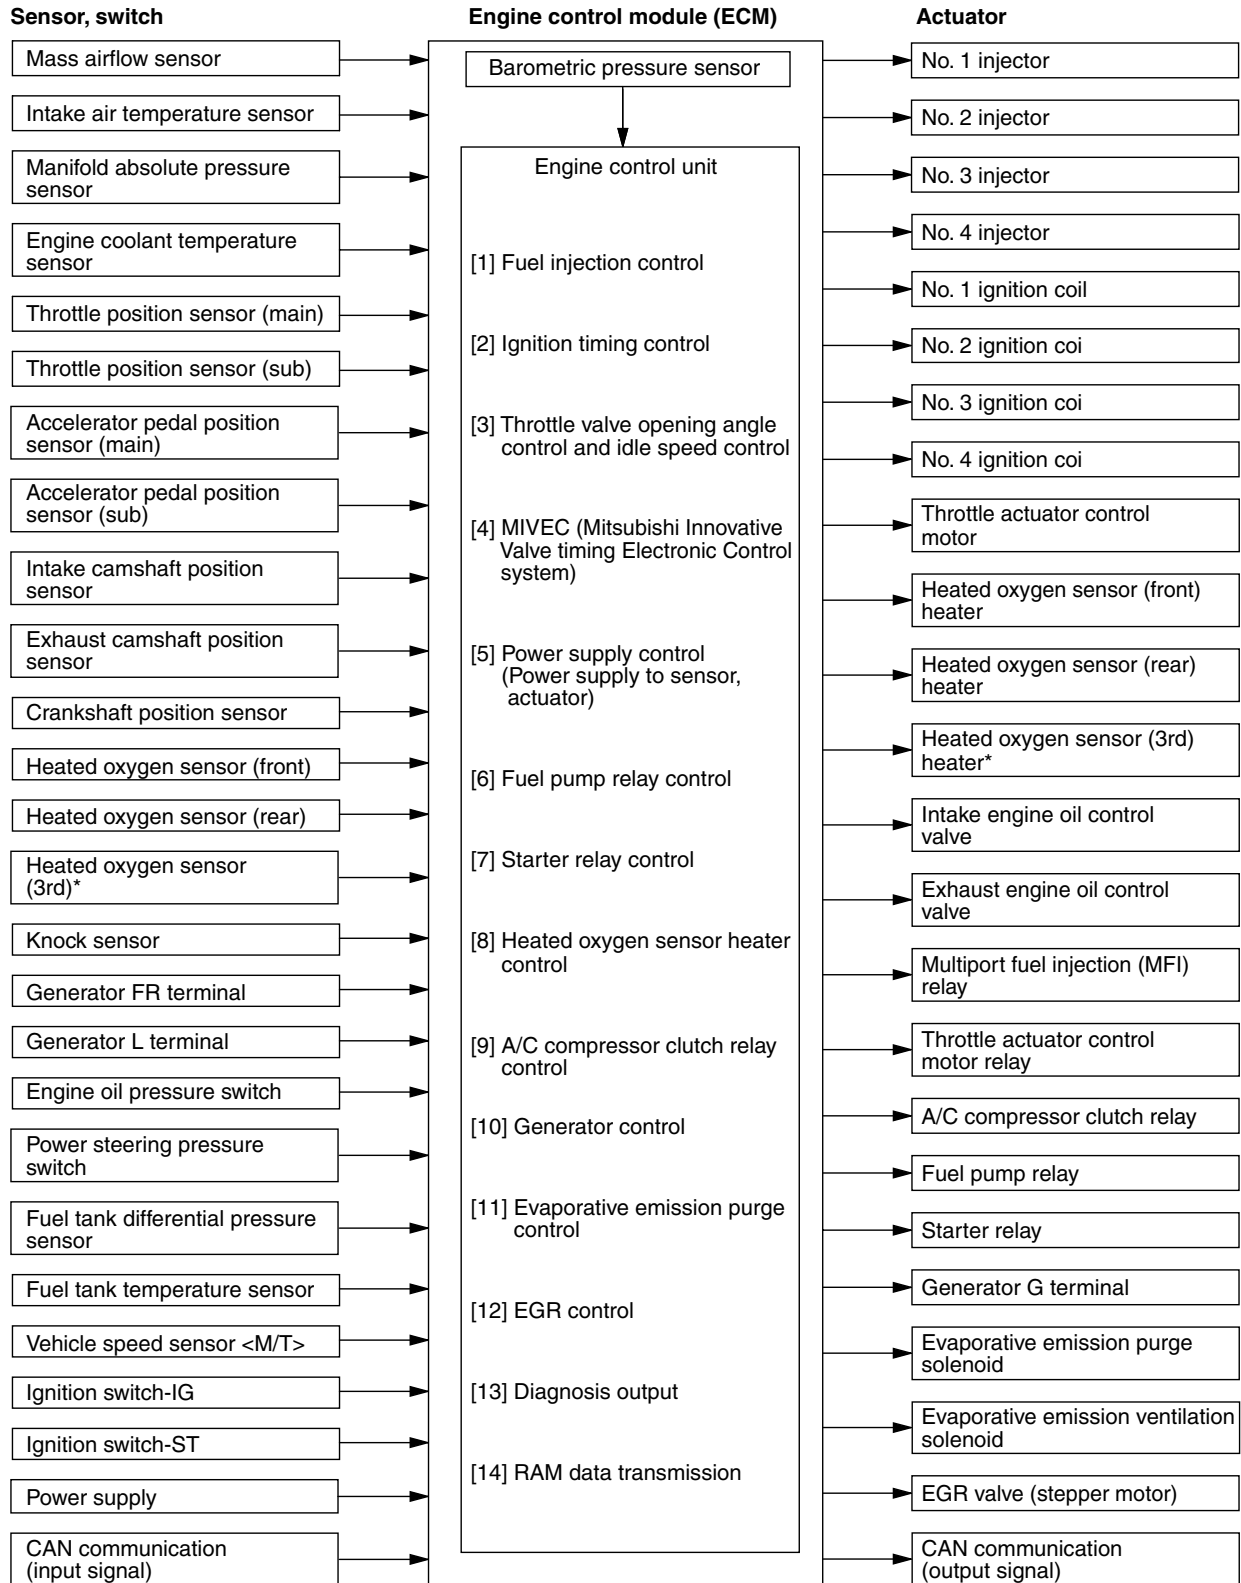 Sensor, switch
Engine control module (ECM)
Actuator
Mass airflow sensor
Intake air temperature sensor
Manifold absolute pressure
sensor
Engine coolant temperature
sensor
Throttle position sensor (main)
Throttle position sensor (sub)
Accelerator pedal position
sensor (main)
Accelerator pedal position
sensor (sub)
Intake camshaft position
sensor
Exhaust camshaft position
sensor
Crankshaft position sensor
Heated oxygen sensor (front)
Heated oxygen sensor (rear)
Heated oxygen sensor
(3rd)*
Knock sensor
Generator FR terminal
Generator L terminal
Engine oil pressure switch
Power steering pressure
switch
Fuel tank differential pressure
sensor
Fuel tank temperature sensor
Vehicle speed sensor <M/T>
Ignition switch-IG
Ignition switch-ST
Power supply
CAN communication
(input signal)
Barometric pressure sensor
Engine control unit
[1] Fuel injection control
[2] Ignition timing control
[3] Throttle valve opening angle
control and idle speed control
[4] MIVEC (Mitsubishi Innovative
Valve timing Electronic Control
system)
[5] Power supply control
(Power supply to sensor,
actuator)
[6] Fuel pump relay control
[7] Starter relay control
[8] Heated oxygen sensor heater
control
[9] A/C compressor clutch relay
control
[10] Generator control
[11] Evaporative emission purge
control
[12] EGR control
[13] Diagnosis output
[14] RAM data transmission
No. 1 injector
No. 2 injector
No. 3 injector
No. 4 injector
No. 1 ignition coil
No. 2 ignition coi
No. 3 ignition coi
No. 4 ignition coi
Throttle actuator control
motor
Heated oxygen sensor (front)
heater
Heated oxygen sensor (rear)
heater
Heated oxygen sensor (3rd)
heater*
Intake engine oil control
valve
Exhaust engine oil control
valve
Multiport fuel injection (MFI)
relay
Throttle actuator control
motor relay
A/C compressor clutch relay
Fuel pump relay
Starter relay
Generator G terminal
Evaporative emission purge
solenoid
Evaporative emission ventilation
solenoid
EGR valve (stepper motor)
CAN communication
(output signal)